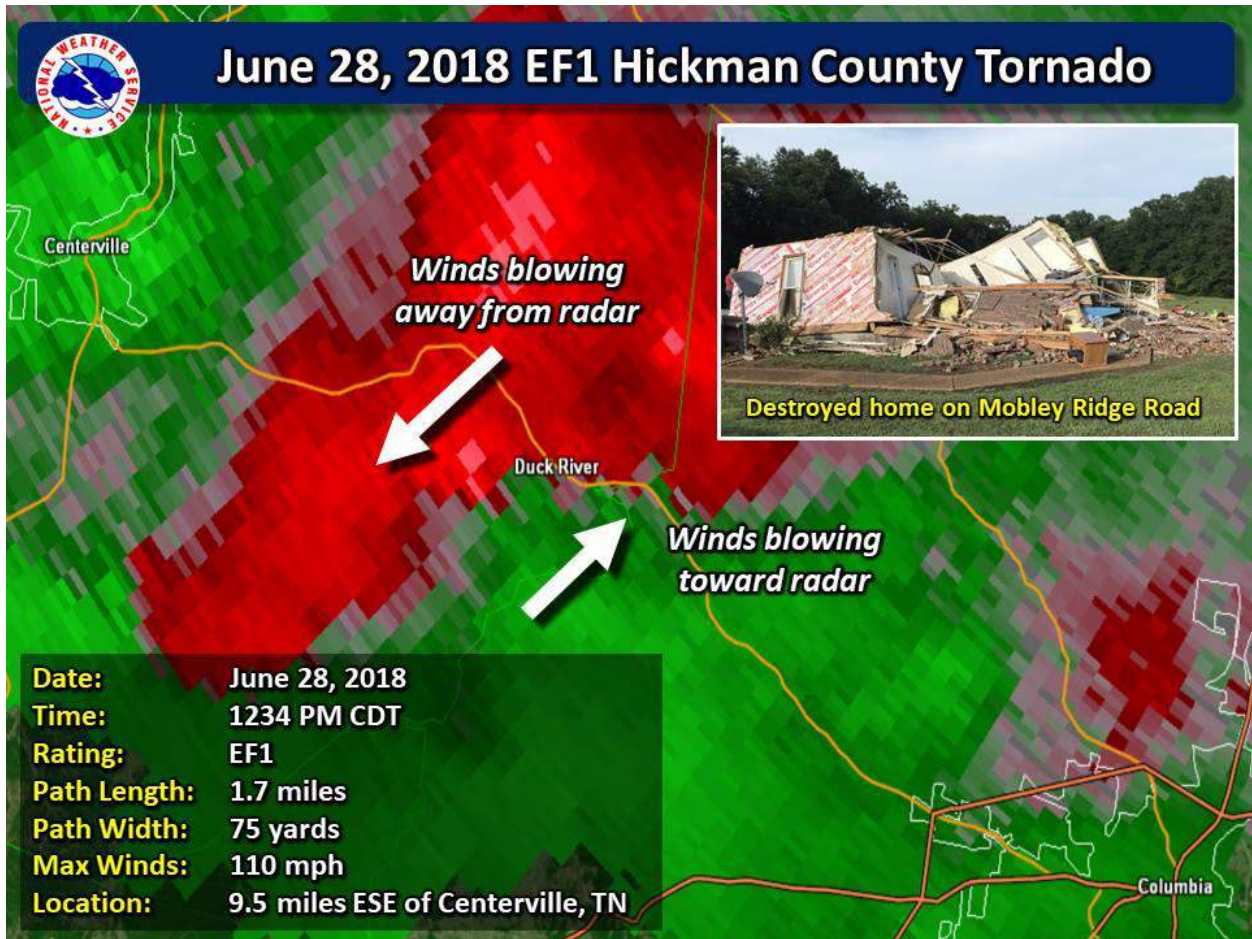 NATIONAL WEATHER SERVICE
June 28, 2018 EF1 Hickman County Tornado
Centerville
Winds blowing
away from radar
Destroyed home on Mobley Ridge Road
Duck River
Winds blowing
toward radar
Date: June 28, 2018
Time: 1234 PM CDT
Rating: EF1
Path Length: 1.7 miles
Path Width: 75 yards
Max Winds: 110 mph
Location: 9.5 miles ESE of Centerville, TN
Columbia